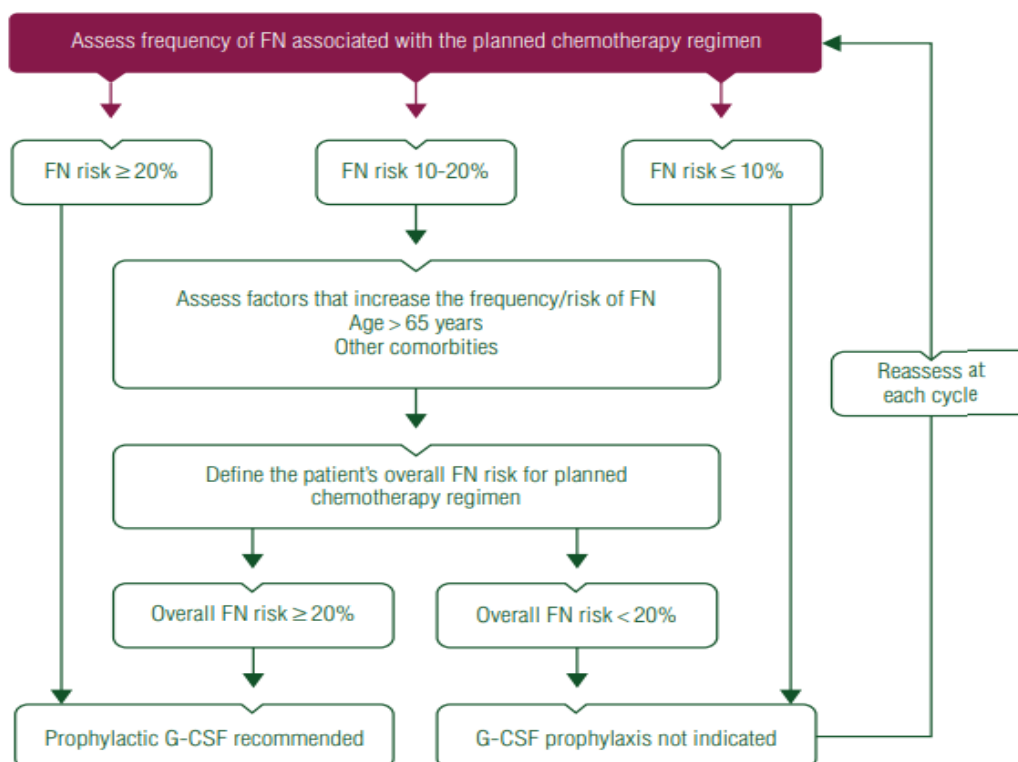 Assess frequency of FN associated with the planned chemotherapy regimen
FN risk ≥ 20%
FN risk 10-20%
FN risk ≤ 10%
Assess factors that increase the frequency/risk of FN
Age > 65 years
Other comorbities
Reassess at
each cycle
Define the patient's overall FN risk for planned
chemotherapy regimen
Overall FN risk ≥ 20%
Overall FN risk < 20%
Prophylactic G-CSF recommended
G-CSF prophylaxis not indicated